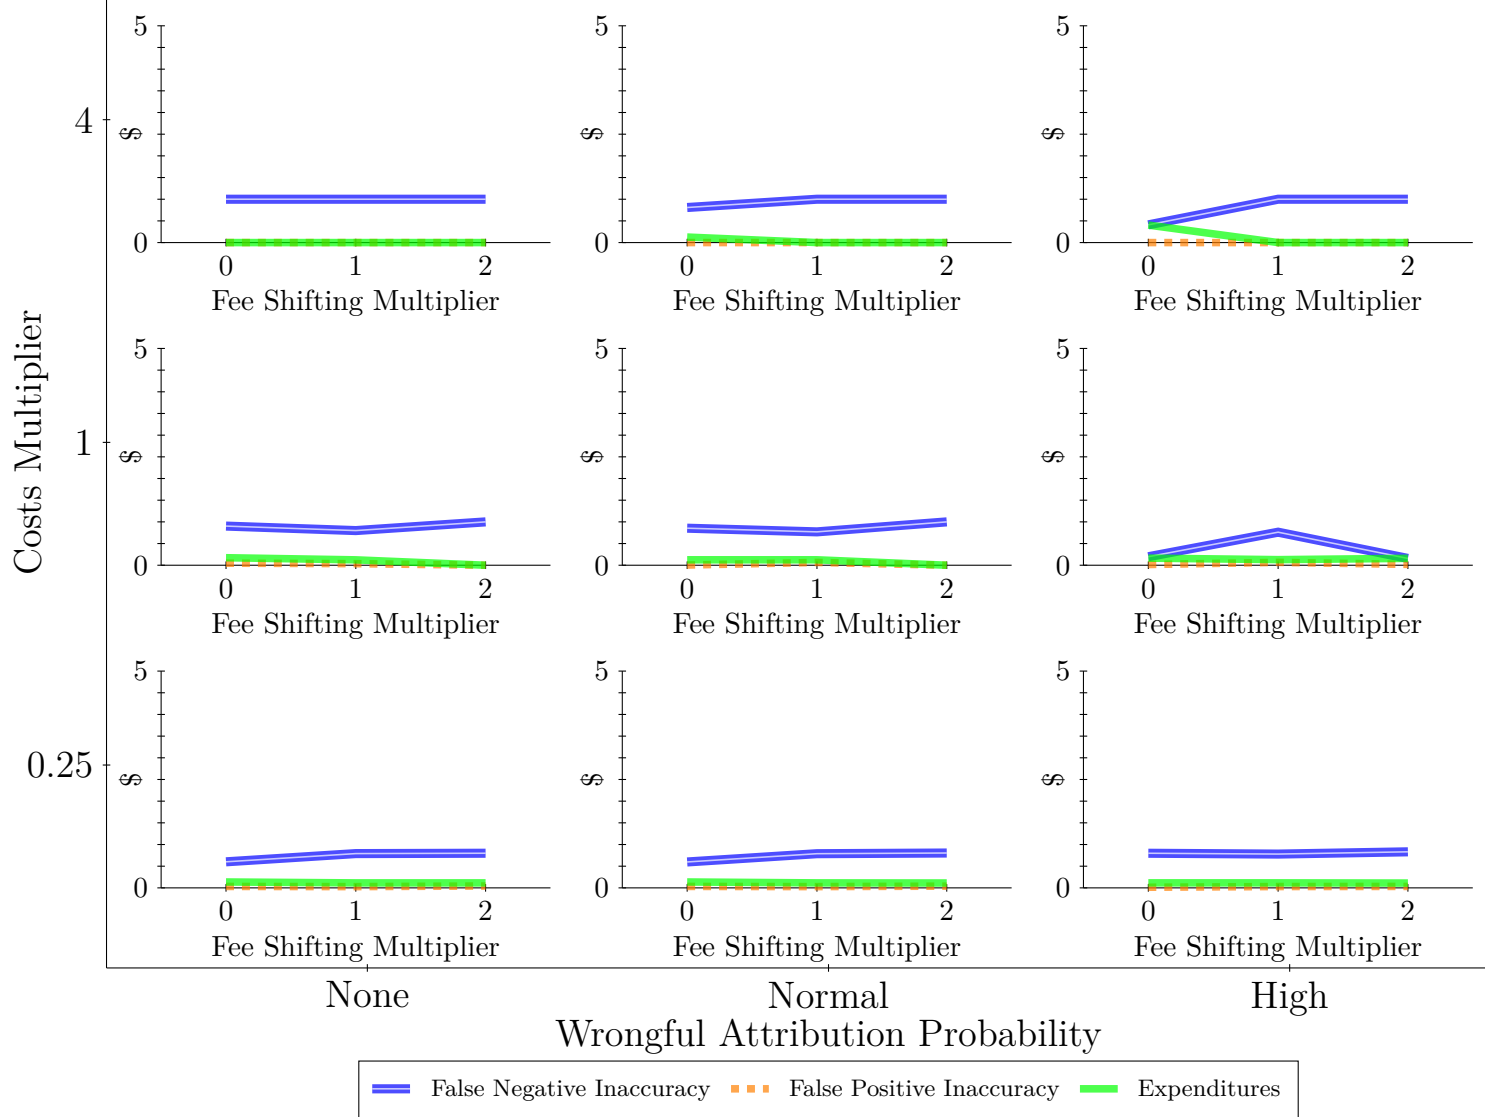 Costs Multiplier
4
1
0.25
5
$
0
0 1 2
Fee Shifting Multiplier
5
$
0
0 1 2
Fee Shifting Multiplier
5
$
0
0 1 2
Fee Shifting Multiplier
5
$
0
0 1 2
Fee Shifting Multiplier
5
$
0
0 1 2
Fee Shifting Multiplier
5
$
0
0 1 2
Fee Shifting Multiplier
5
$
0
0 1 2
Fee Shifting Multiplier
5
$
0
0 1 2
Fee Shifting Multiplier
5
$
0
0 1 2
Fee Shifting Multiplier
None Normal High
Wrongful Attribution Probability
False Negative Inaccuracy False Positive Inaccuracy Expenditures